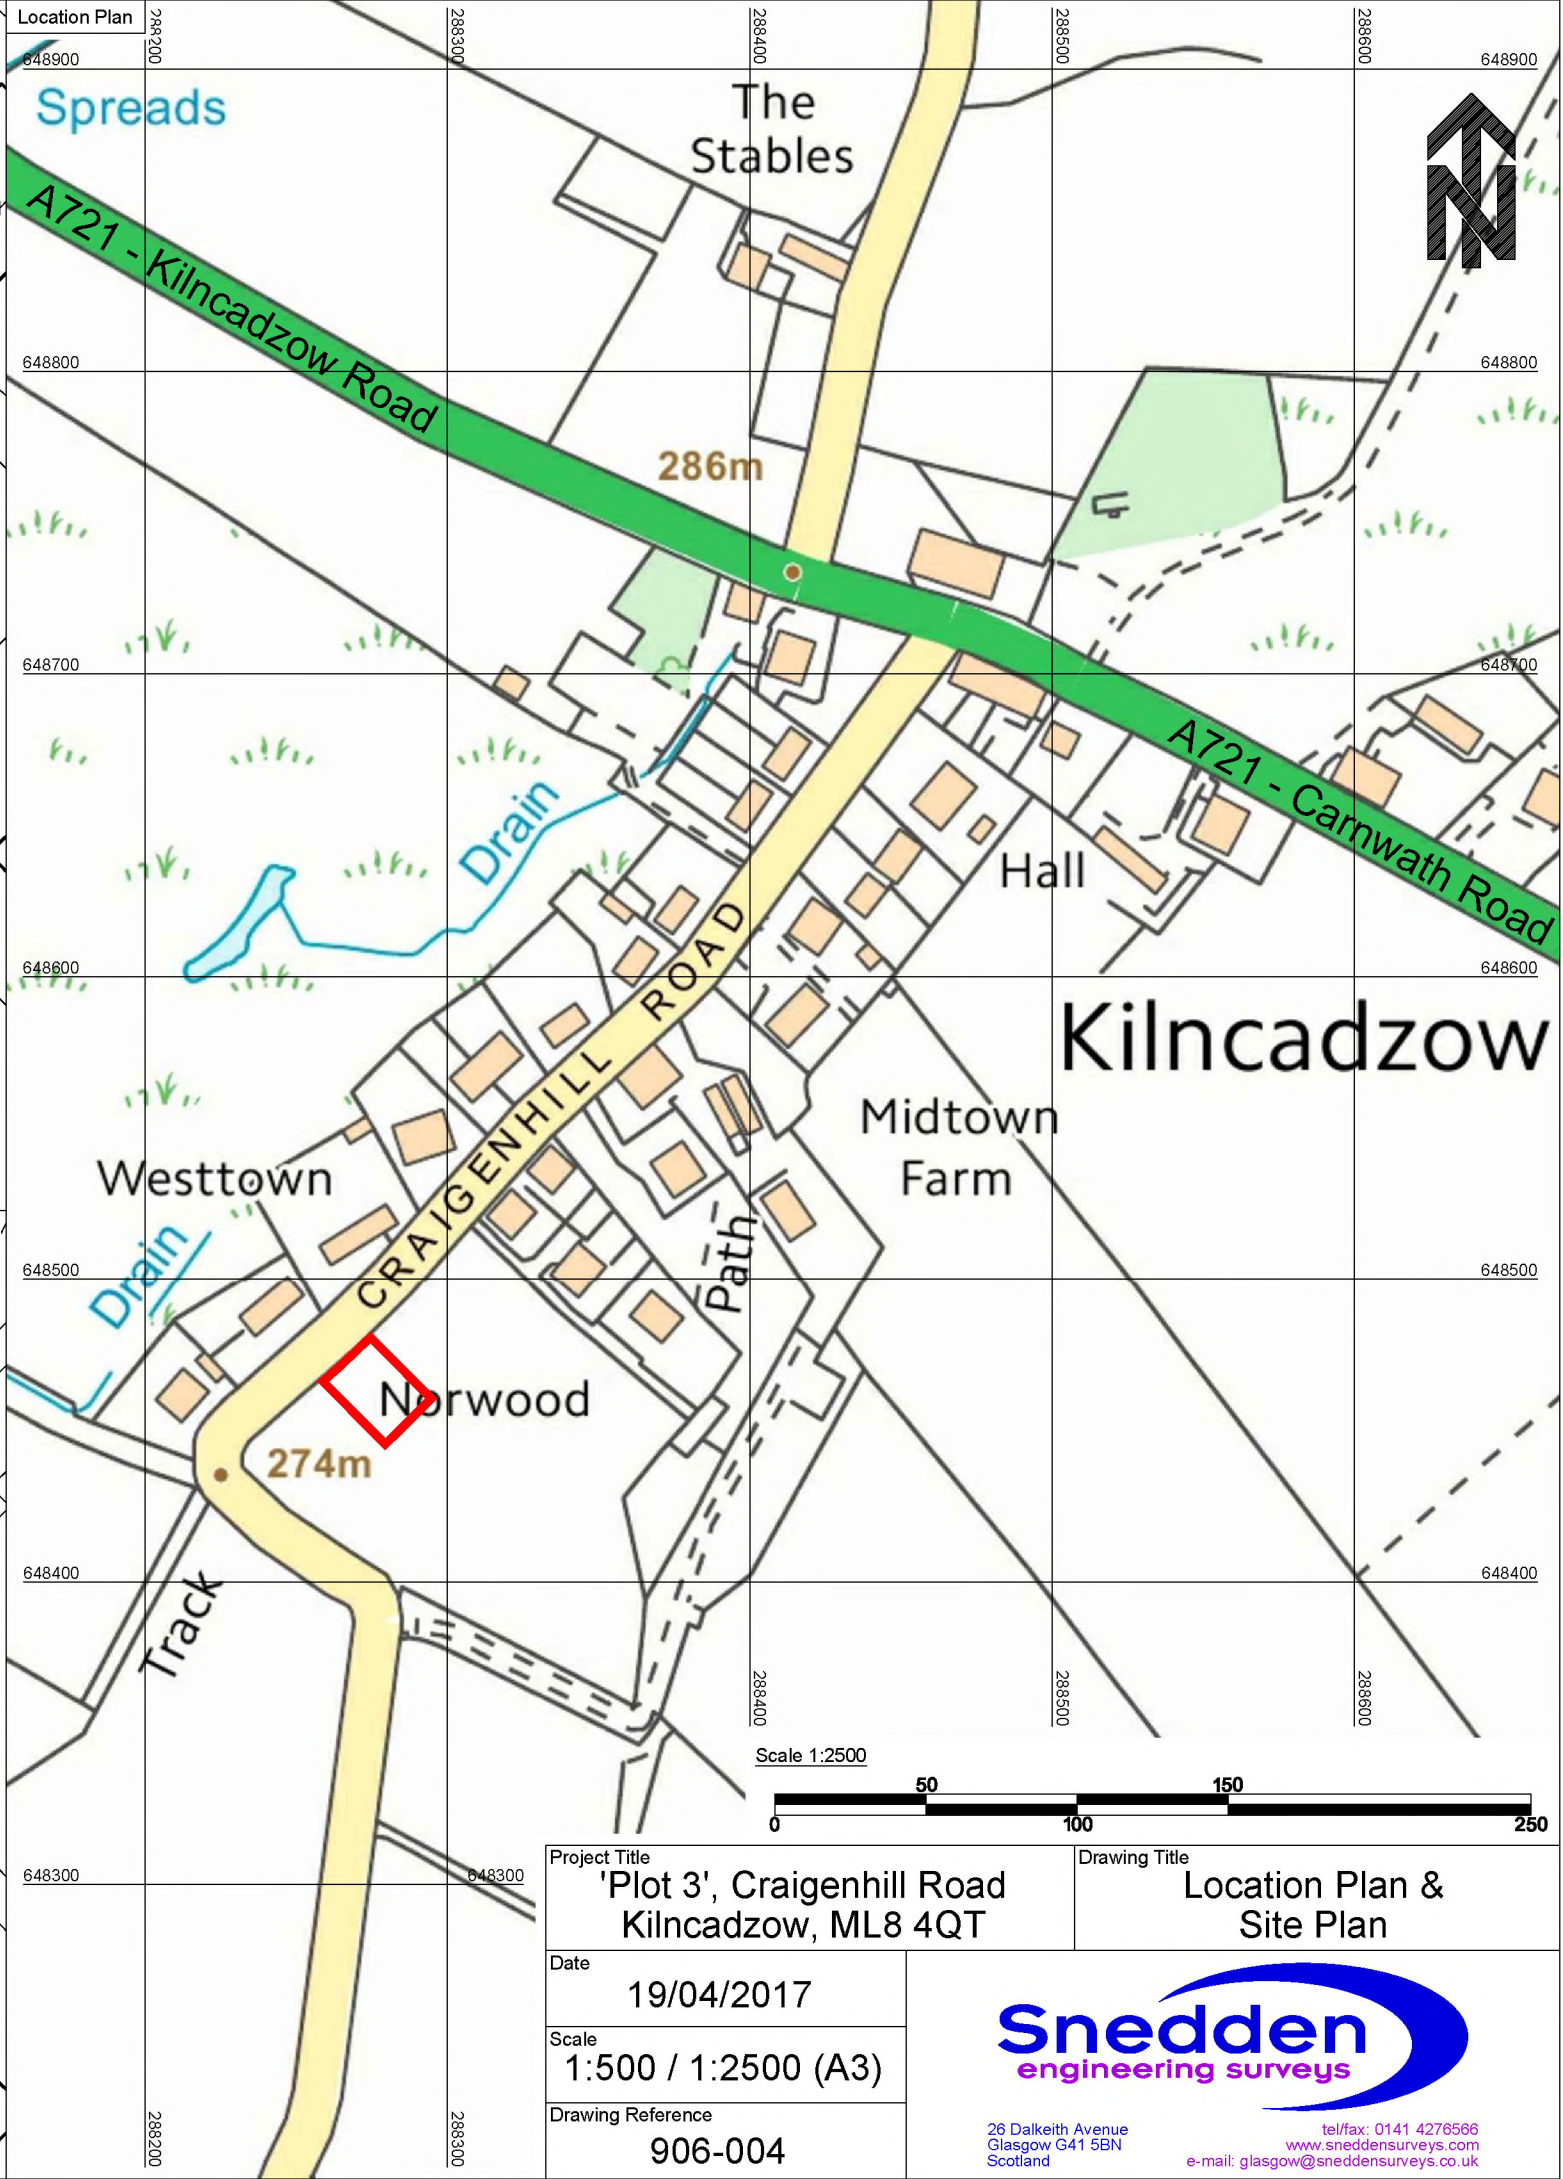 Location Plan
288200
288300
288400
288500
288600
648900
648900
Spreads
The
Stables
N
A721 - Kilncadzow Road
648800
648800
286m
648700
648700
A721 - Carnwath Road
Drain
Hall
648600
648600
CRAIGENHILL ROAD
Kilncadzow
Midtown
Farm
Westtown
Path
Drain
648500
648500
Norwood
274m
648400
648400
Track
288400
288500
288600
Scale 1:2500
50
150
0
100
250
648300
648300
288200
288300
Project Title
'Plot 3', Craigenhill Road
Kilncadzow, ML8 4QT
Drawing Title
Location Plan &
Site Plan
Date
19/04/2017
Scale
1:500 / 1:2500 (A3)
Drawing Reference
906-004
Snedden
engineering surveys
26 Dalkeith Avenue
Glasgow G41 5BN
Scotland
tel/fax: 0141 4276566
www.sneddensurveys.com
e-mail: glasgow@sneddensurveys.co.uk